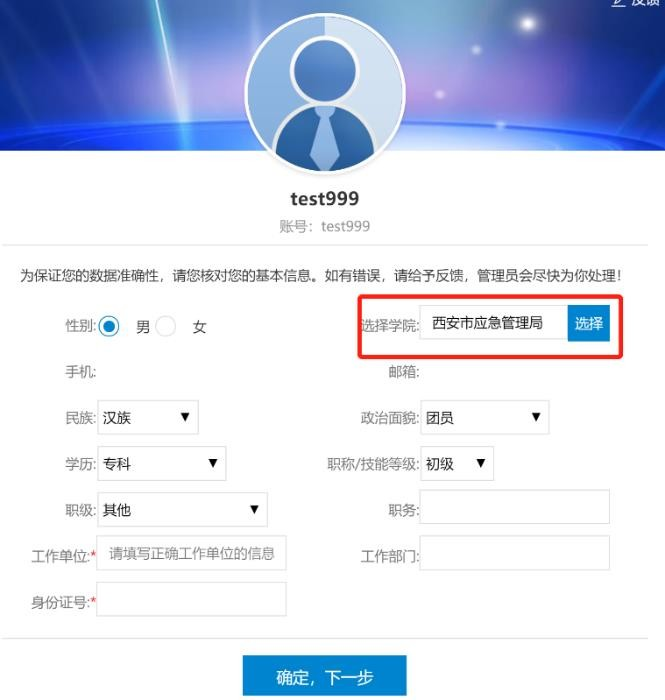 反馈
test999
账号：test999
为保证您的数据准确性，请您核对您的基本信息。如有错误，请给予反馈，管理员会尽快为你处理！
性别: 男 女 选择学院: 西安市应急管理局 选择
手机: 邮箱:
民族: 汉族 ▼ 政治面貌: 团员 ▼
学历: 专科 ▼ 职称/技能等级: 初级 ▼
职级: 其他 ▼ 职务:
工作单位:* 请填写正确工作单位的信息 工作部门:
身份证号:*
确定，下一步